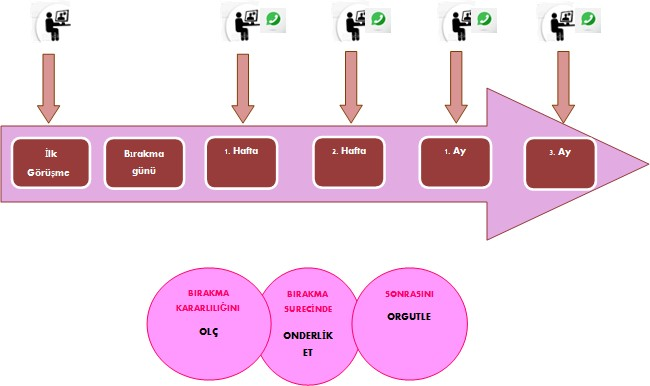 İlk
Görüşme
Bırakma
günü
1. Hafta
2. Hafta
1. Ay
3. Ay
BIRAKMA
KARARLILIĞINI
OLÇ
BIRAKMA
SURECİNDE
ONDERLİK
ET
SONRASINI
ORGUTLE